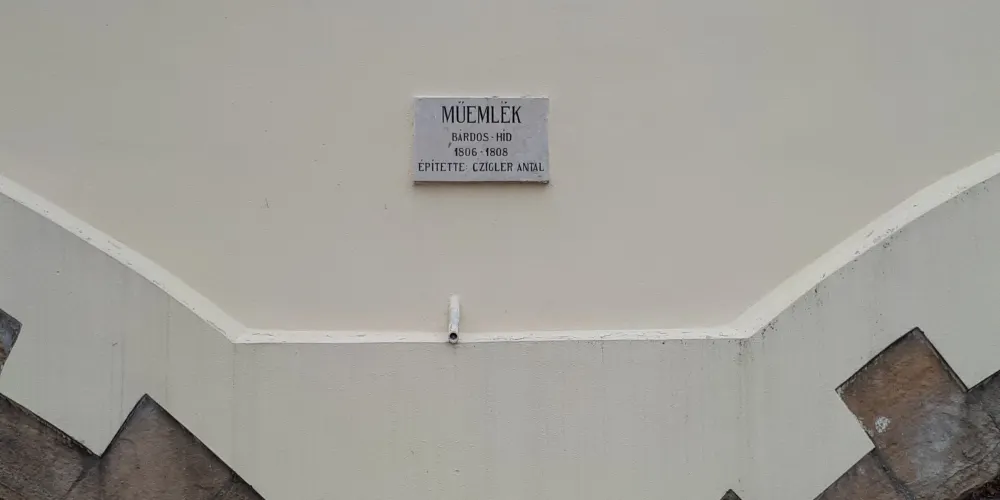 MŰEMLÉK
BÁRDOS-HÍD
1806-1808
ÉPÍTETTE CZIGLER ANTAL